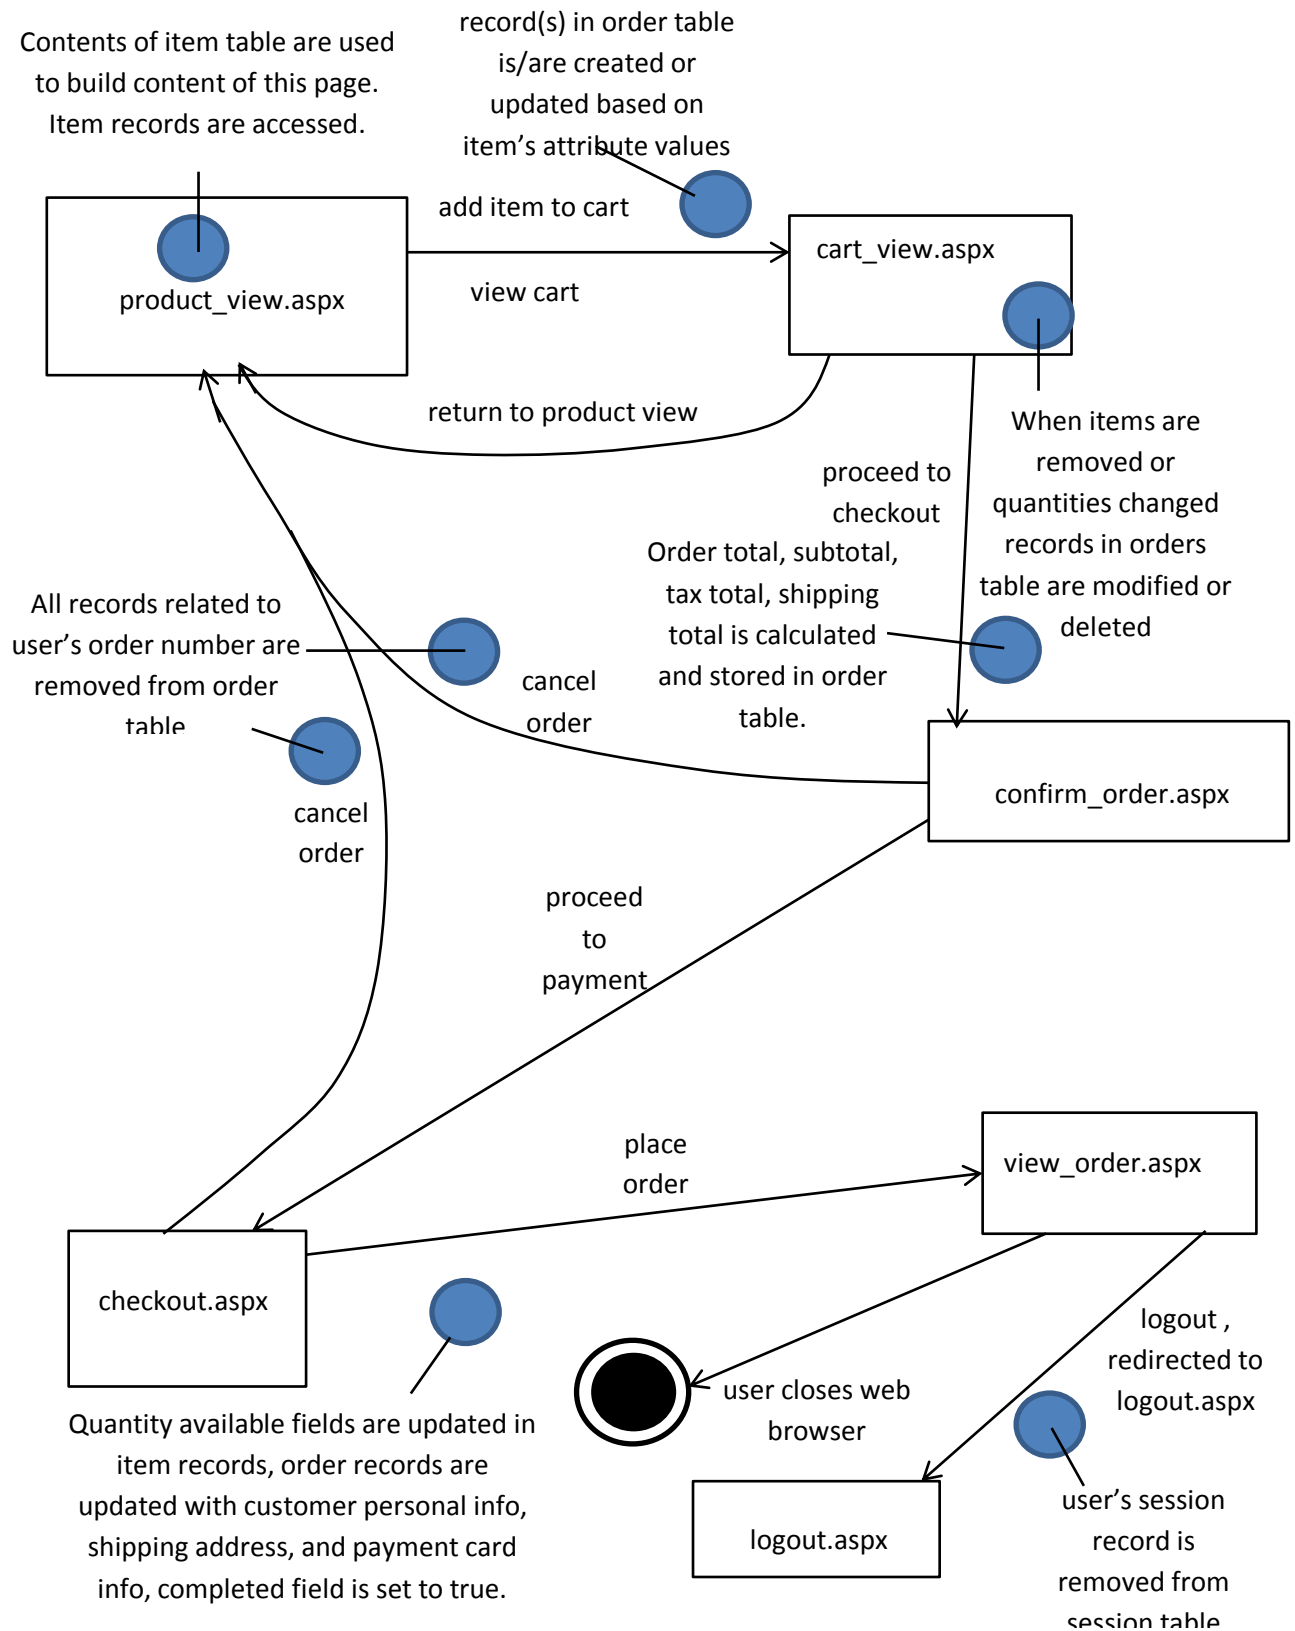 Contents of item table are used
to build content of this page.
Item records are accessed.
record(s) in order table
is/are created or
updated based on
item’s attribute values
add item to cart
view cart
product_view.aspx
cart_view.aspx
return to product view
When items are
removed or
quantities changed
records in orders
table are modified or
deleted
proceed to
checkout
Order total, subtotal,
tax total, shipping
total is calculated
and stored in order
table.
All records related to
user’s order number are
removed from order
table
cancel
order
cancel
order
confirm_order.aspx
proceed
to
payment
place
order
view_order.aspx
checkout.aspx
logout ,
redirected to
logout.aspx
user closes web
browser
Quantity available fields are updated in
item records, order records are
updated with customer personal info,
shipping address, and payment card
info, completed field is set to true.
logout.aspx
user’s session
record is
removed from
session table